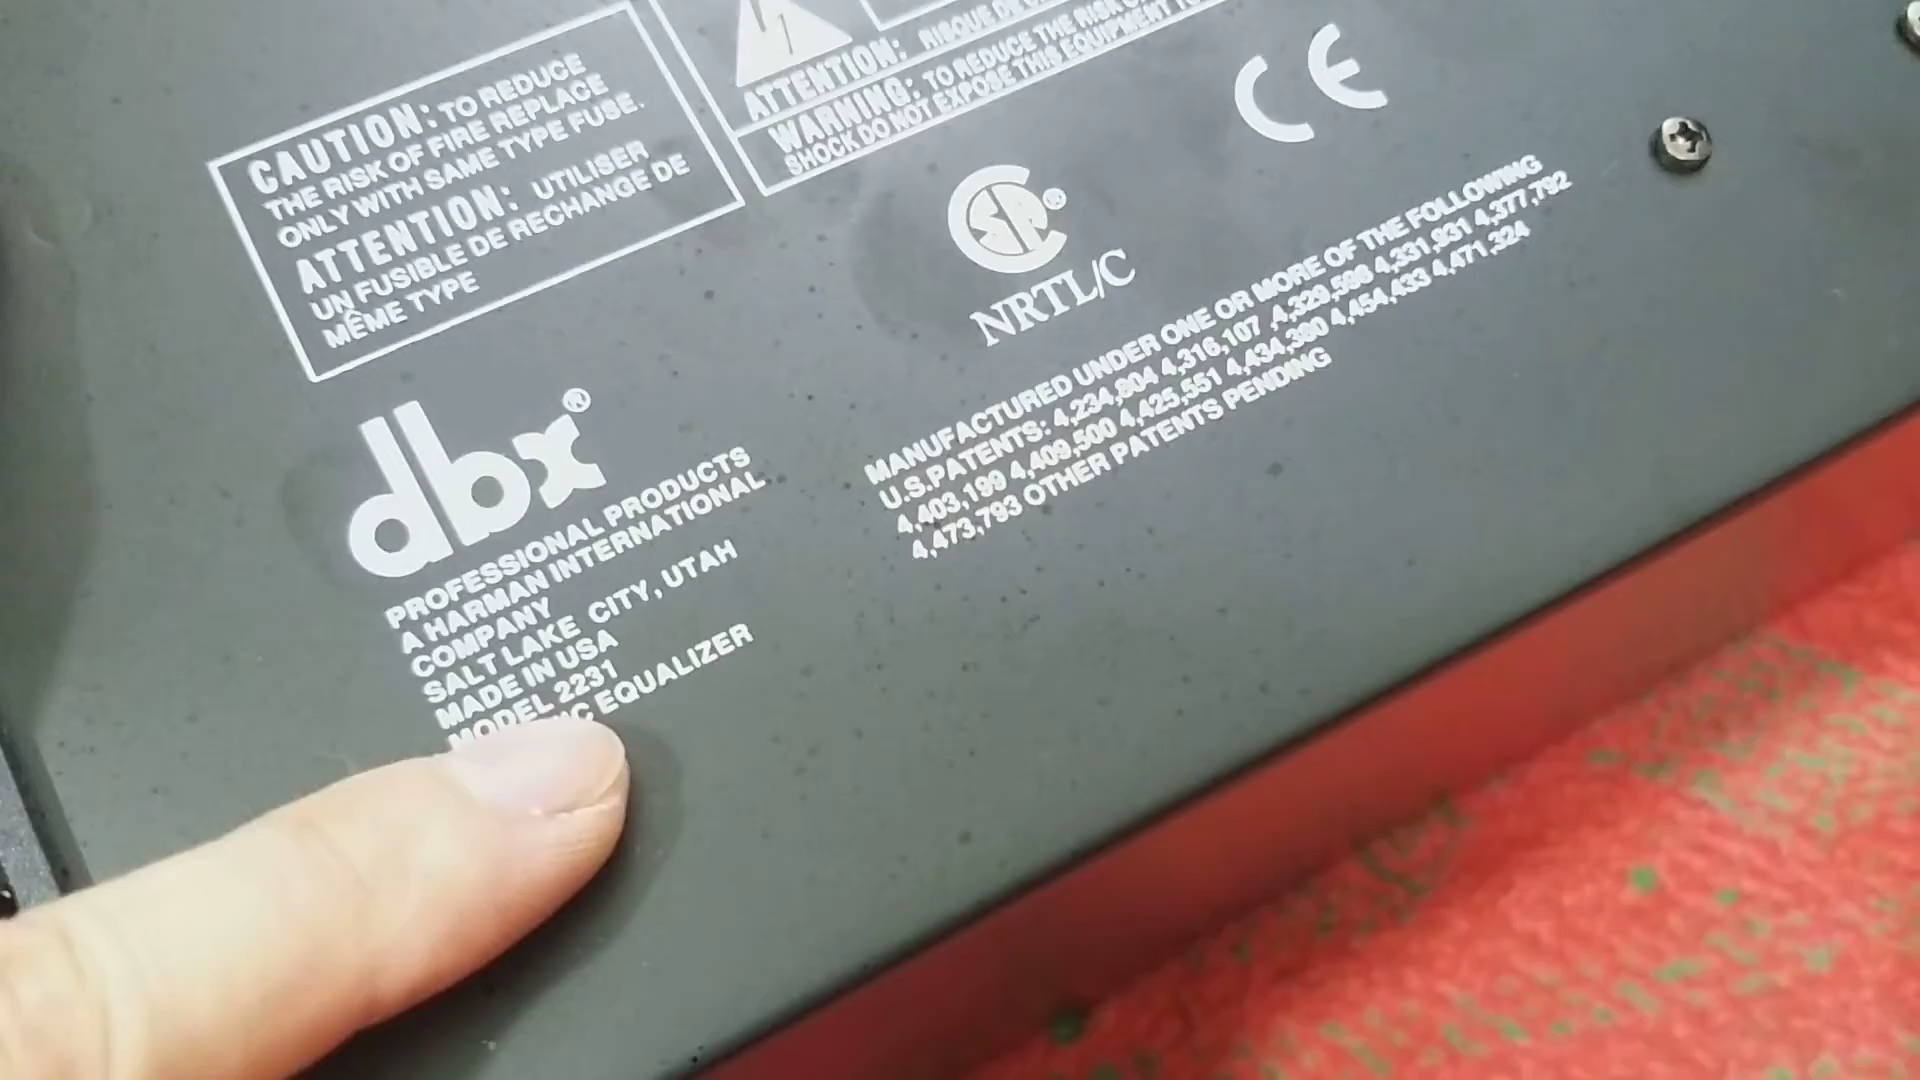 CAUTION: TO REDUCE
THE RISK OF FIRE REPLACE
ONLY WITH SAME TYPE FUSE.
ATTENTION: UTILISER
UN FUSIBLE DE RECHANGE DE
MÊME TYPE
ATTENTION: RISQUE DE
WARNING: TO REDUCE THE RISK OF
SHOCK DO NOT EXPOSE THIS EQUIPMENT TO
CE
SA®
NRTL/C
dbx®
PROFESSIONAL PRODUCTS
A HARMAN INTERNATIONAL
COMPANY
SALT LAKE CITY, UTAH
MADE IN USA
MODEL 2231
EQUALIZER
MANUFACTURED UNDER ONE OR MORE OF THE FOLLOWING
U.S.PATENTS: 4,234,804 4,316,107 ,4,329,598 4,331,931 4,377,792
4,403,199 4,409,500 4,425,551 4,434,380 4,454,433 4,471,324
4,473,793 OTHER PATENTS PENDING